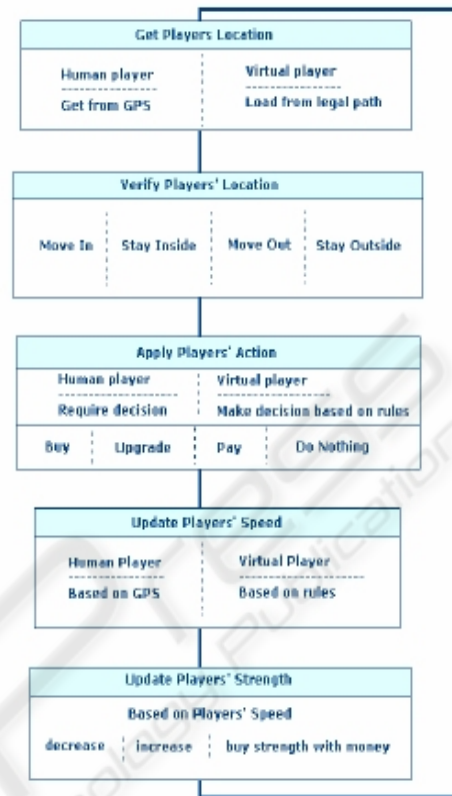 Get Players Location
Human player Virtual player
Get from GPS Load from legal path
Verify Players' Location
Move In Stay Inside Move Out Stay Outside
Apply Players' Action
Human player Virtual player
Require decision Make decision based on rules
Buy Upgrade Pay Do Nothing
Update Players' Speed
Human Player Virtual Player
Based on GPS Based on rules
Update Players' Strength
Based on Players' Speed
decrease increase buy strength with money